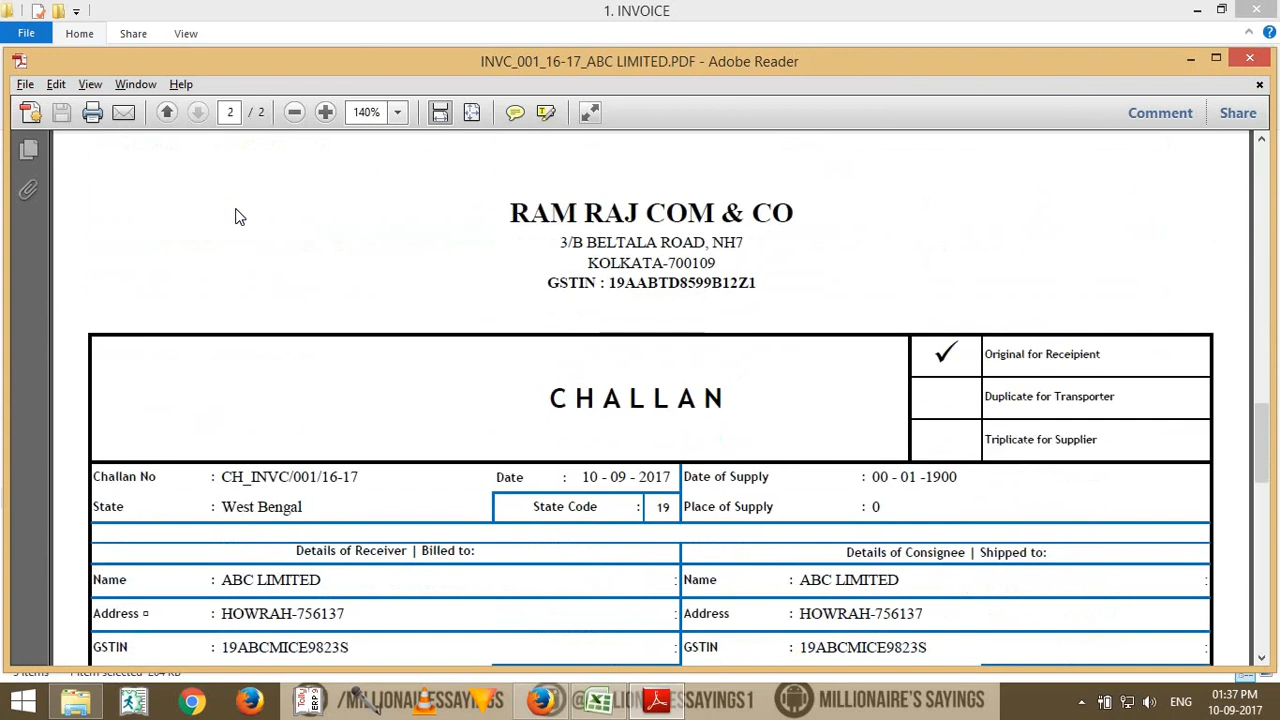 1. INVOICE
File Home Share View
INVC_001_16-17_ABC LIMITED.PDF - Adobe Reader
File Edit View Window Help
2 / 2 140% Comment Share
RAM RAJ COM & CO
3/B BELTALA ROAD, NH7
KOLKATA-700109
GSTIN : 19AABTD8599B12Z1
CHALLAN
Original for Receipient
Duplicate for Transporter
Triplicate for Supplier
Challan No : CH_INVC/001/16-17 Date : 10 - 09 - 2017 Date of Supply : 00 - 01 -1900
State : West Bengal State Code : 19 Place of Supply : 0
Details of Receiver | Billed to: Details of Consignee | Shipped to:
Name : ABC LIMITED : Name : ABC LIMITED :
Address ¤ : HOWRAH-756137 : Address : HOWRAH-756137
GSTIN : 19ABCMICE9823S GSTIN : 19ABCMICE9823S
ERP 9 MILLIONAIRE'S SAYINGS ENG 01:37 PM
10-09-2017